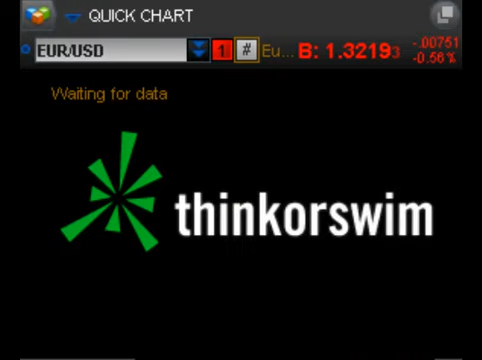 QUICK CHART
EUR/USD 1 # Eu... B: 1.32193 -.00751
-0.56%
Waiting for data
thinkorswim